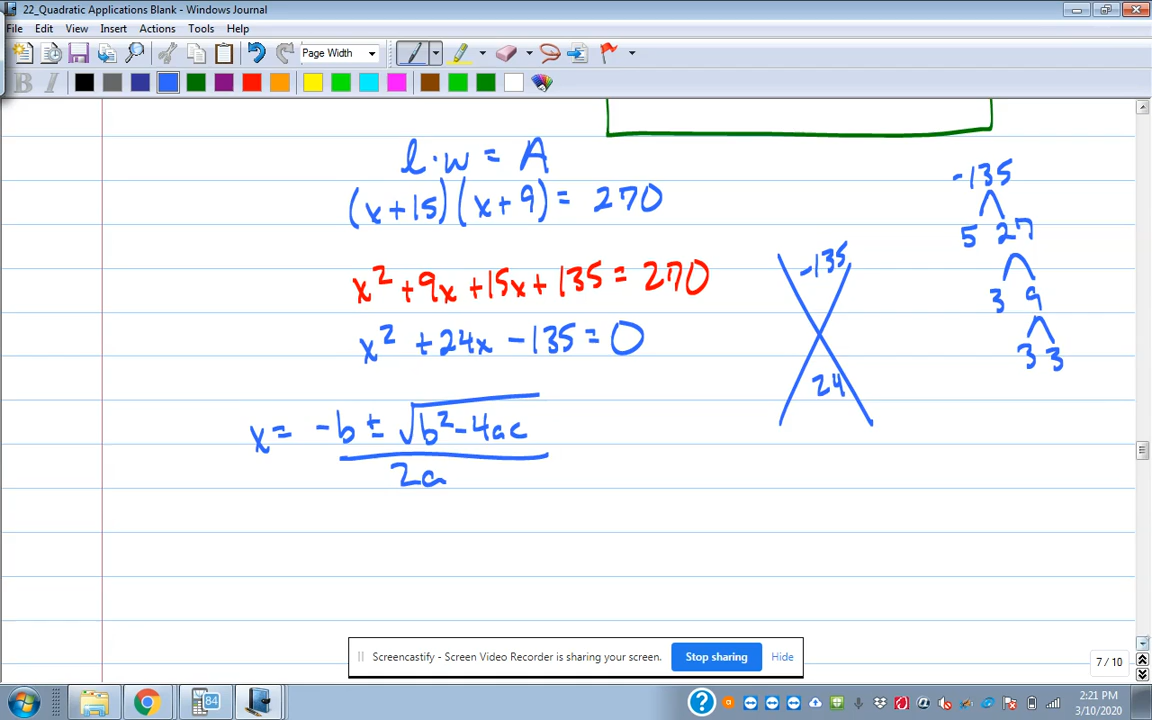 22_Quadratic Applications Blank - Windows Journal
File Edit View Insert Actions Tools Help
Page Width
B I
l·w = A
(x+15)(x+9) = 270
x² + 9x + 15x + 135 = 270
x² + 24x - 135 = 0
x = -b ± √b²-4ac
2a
-135
24
-135
5 27
3 9
3 3
Screencastify - Screen Video Recorder is sharing your screen. Stop sharing Hide
7 / 10
84
2:21 PM
3/10/2020